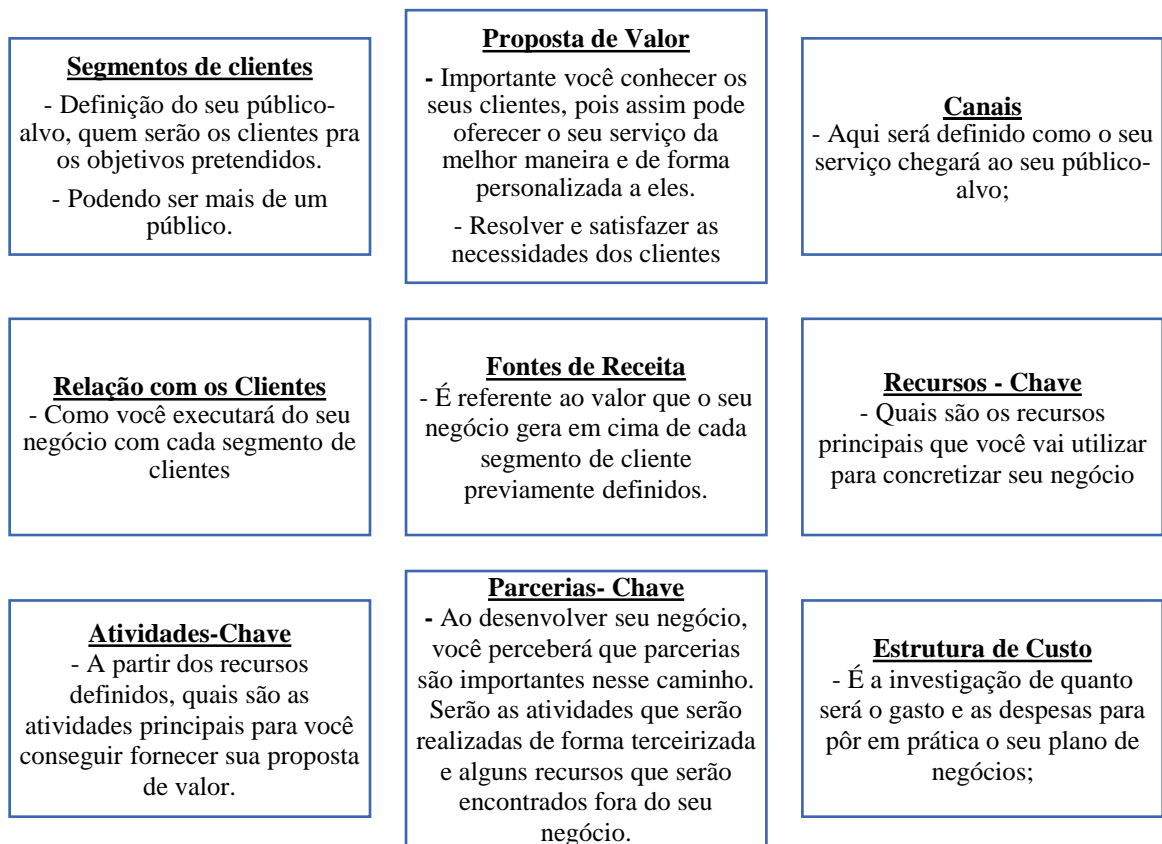 Segmentos de clientes
- Definição do seu público-
alvo, quem serão os clientes pra
os objetivos pretendidos.
- Podendo ser mais de um
público.
Proposta de Valor
- Importante você conhecer os
seus clientes, pois assim pode
oferecer o seu serviço da
melhor maneira e de forma
personalizada a eles.
- Resolver e satisfazer as
necessidades dos clientes
Canais
- Aqui será definido como o seu
serviço chegará ao seu público-
alvo;
Relação com os Clientes
- Como você executará do seu
negócio com cada segmento de
clientes
Fontes de Receita
- É referente ao valor que o seu
negócio gera em cima de cada
segmento de cliente
previamente definidos.
Recursos - Chave
- Quais são os recursos
principais que você vai utilizar
para concretizar seu negócio
Atividades-Chave
- A partir dos recursos
definidos, quais são as
atividades principais para você
conseguir fornecer sua proposta
de valor.
Parcerias- Chave
- Ao desenvolver seu negócio,
você perceberá que parcerias
são importantes nesse caminho.
Serão as atividades que serão
realizadas de forma terceirizada
e alguns recursos que serão
encontrados fora do seu
negócio.
Estrutura de Custo
- É a investigação de quanto
será o gasto e as despesas para
pôr em prática o seu plano de
negócios;